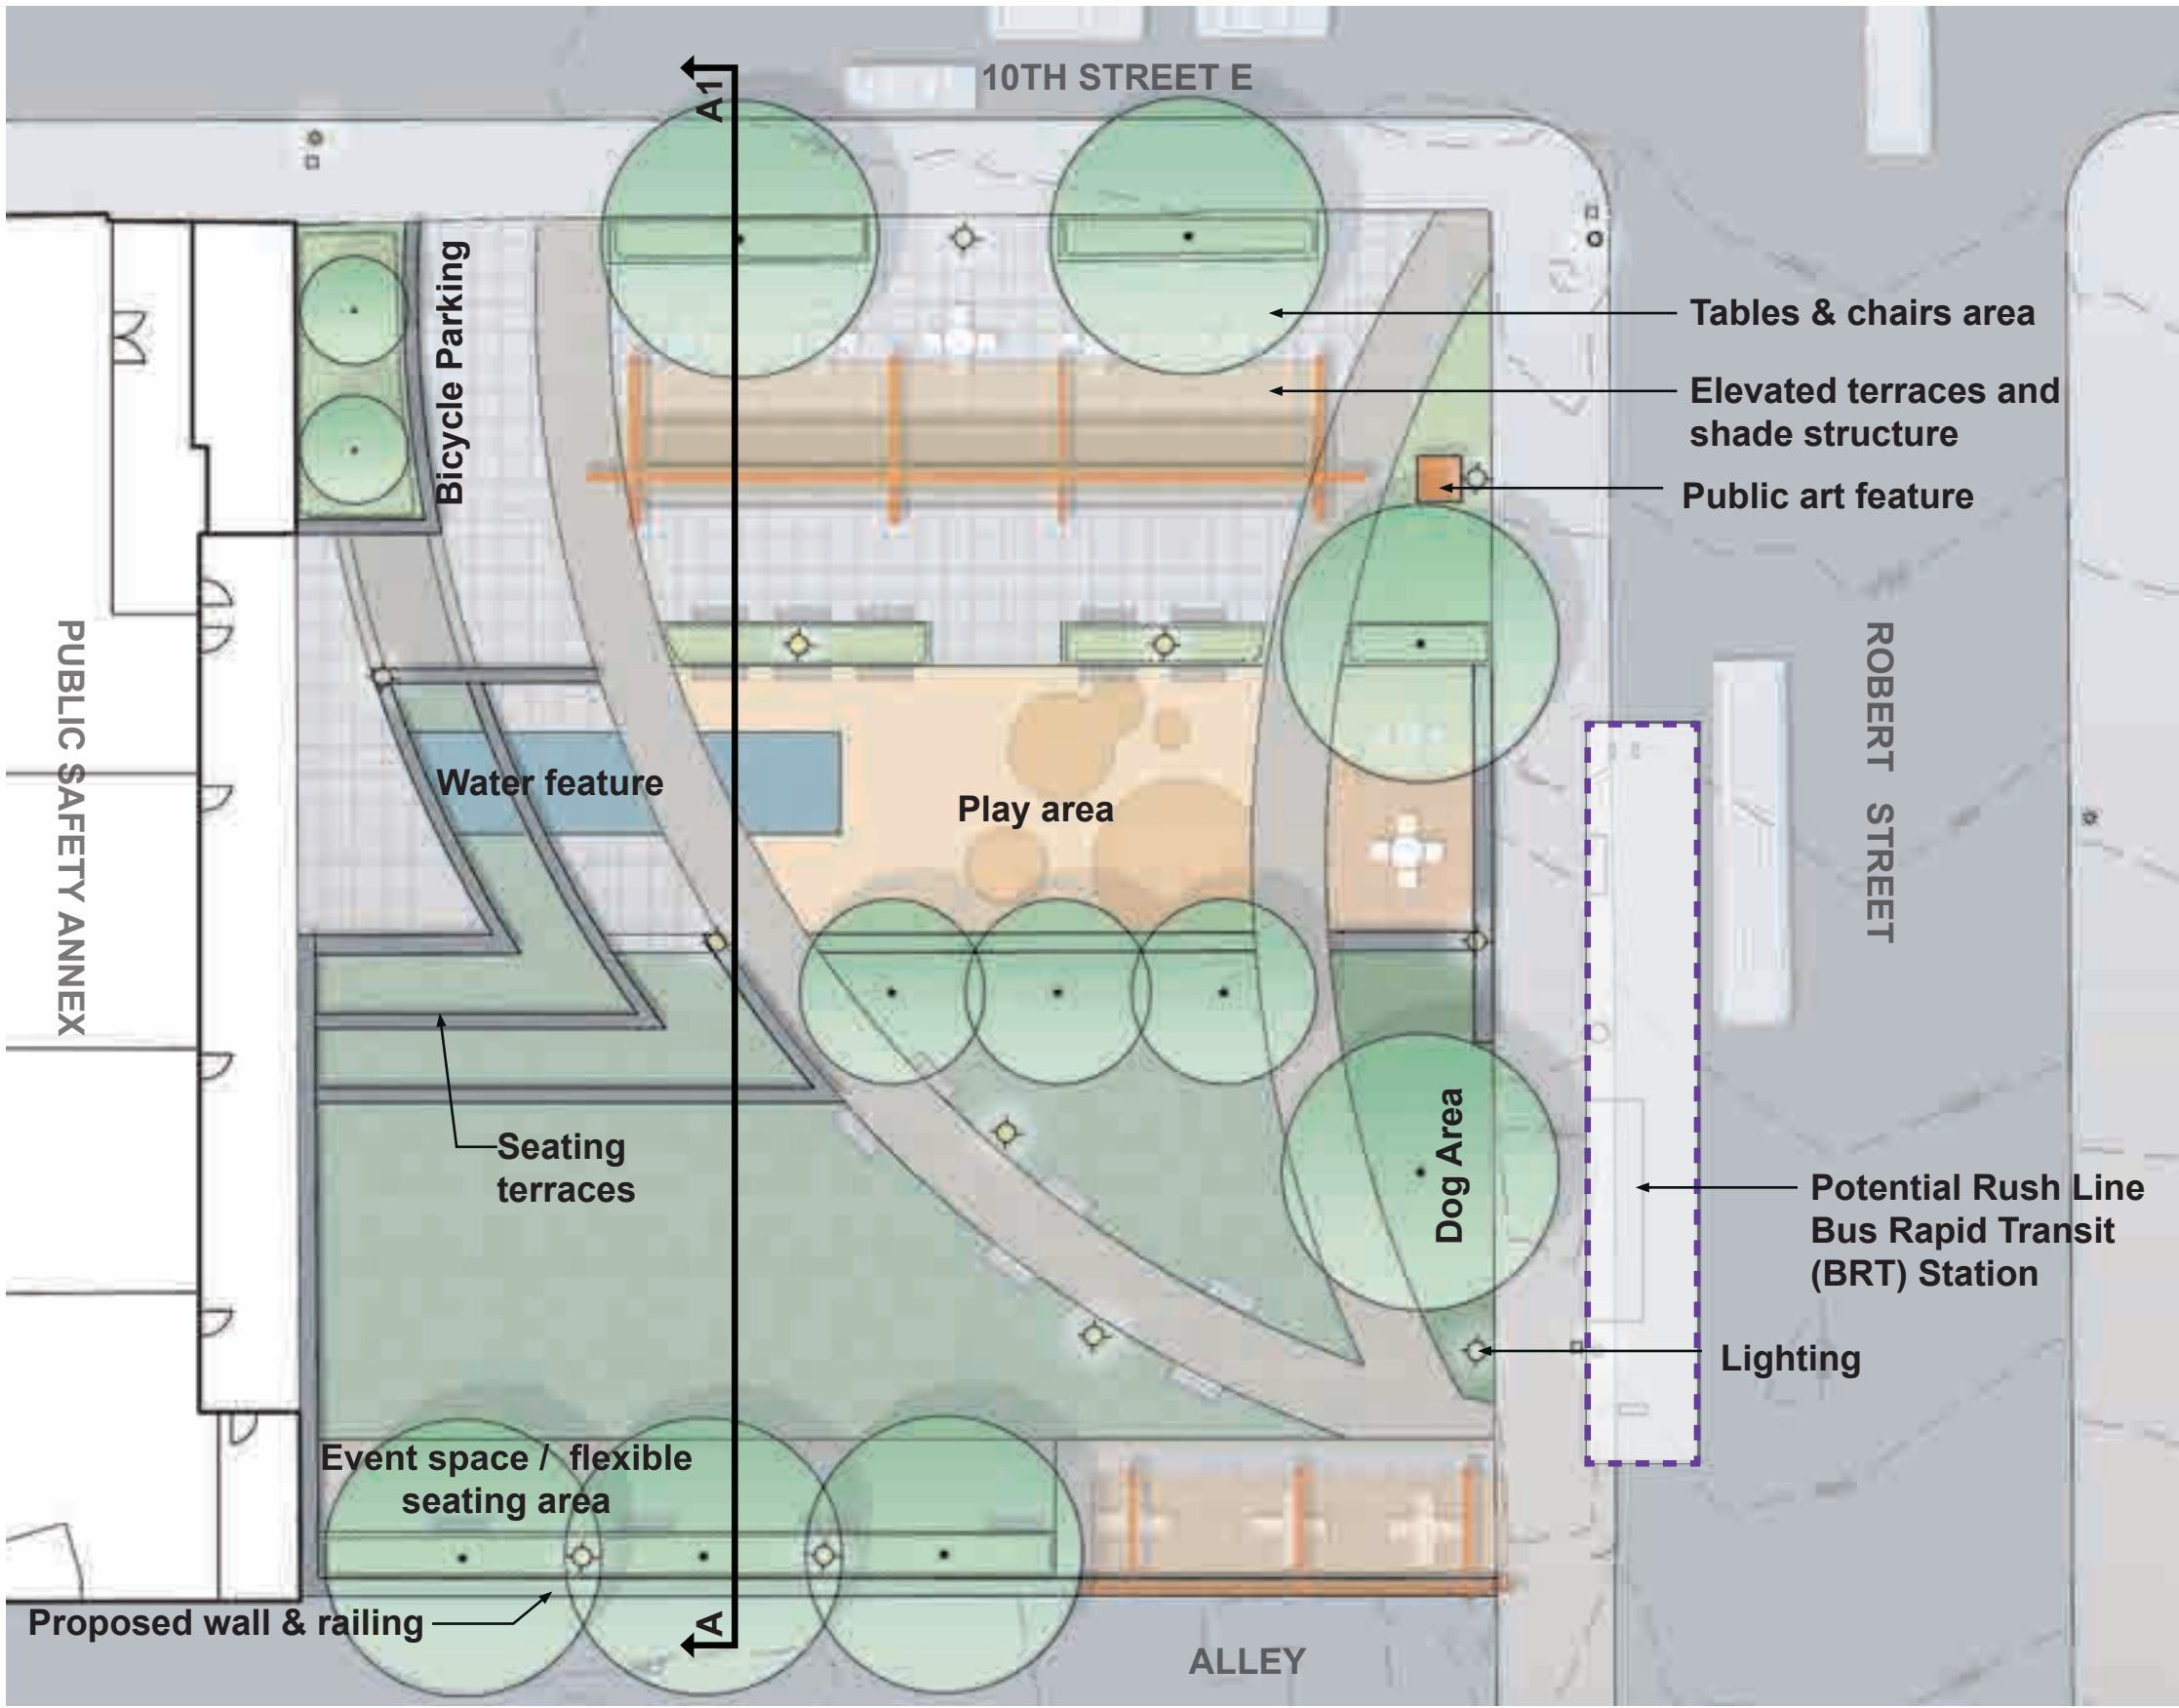 10TH STREET E
A1
Bicycle Parking
Tables & chairs area
Elevated terraces and
shade structure
Public art feature
PUBLIC SAFETY ANNEX
ROBERT STREET
Water feature
Play area
Seating
terraces
Dog Area
Potential Rush Line
Bus Rapid Transit
(BRT) Station
Lighting
Event space / flexible
seating area
Proposed wall & railing
A
ALLEY